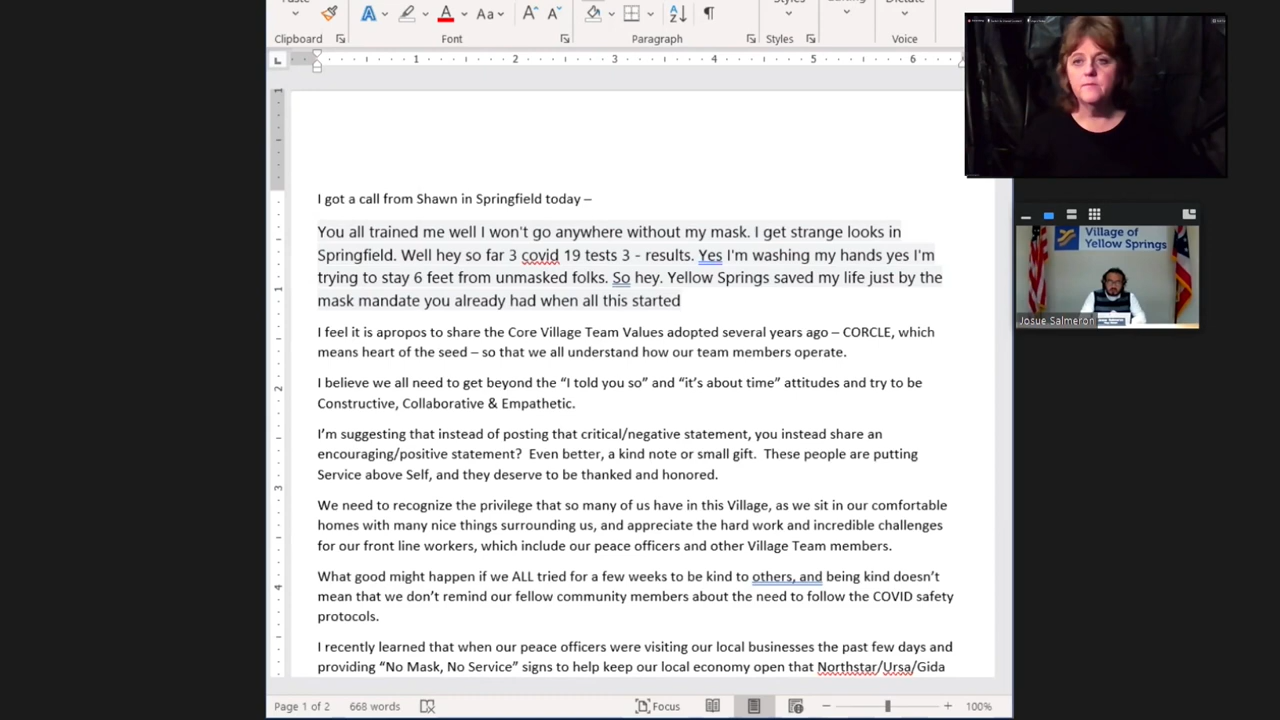 Clipboard
Font
Paragraph
Styles
Voice
Aa
1
2
3
4
5
6
I got a call from Shawn in Springfield today –
You all trained me well I won't go anywhere without my mask. I get strange looks in
Springfield. Well hey so far 3 covid 19 tests 3 - results. Yes I'm washing my hands yes I'm
trying to stay 6 feet from unmasked folks. So hey. Yellow Springs saved my life just by the
mask mandate you already had when all this started
I feel it is apropos to share the Core Village Team Values adopted several years ago – CORCLE, which
means heart of the seed – so that we all understand how our team members operate.
I believe we all need to get beyond the “I told you so” and “it’s about time” attitudes and try to be
Constructive, Collaborative & Empathetic.
I’m suggesting that instead of posting that critical/negative statement, you instead share an
encouraging/positive statement?  Even better, a kind note or small gift.  These people are putting
Service above Self, and they deserve to be thanked and honored.
We need to recognize the privilege that so many of us have in this Village, as we sit in our comfortable
homes with many nice things surrounding us, and appreciate the hard work and incredible challenges
for our front line workers, which include our peace officers and other Village Team members.
What good might happen if we ALL tried for a few weeks to be kind to others, and being kind doesn’t
mean that we don’t remind our fellow community members about the need to follow the COVID safety
protocols.
I recently learned that when our peace officers were visiting our local businesses the past few days and
providing “No Mask, No Service” signs to help keep our local economy open that Northstar/Ursa/Gida
1
1
2
3
4
Page 1 of 2
668 words
Focus
100%
Village of
Yellow Springs
Josue Salmeron